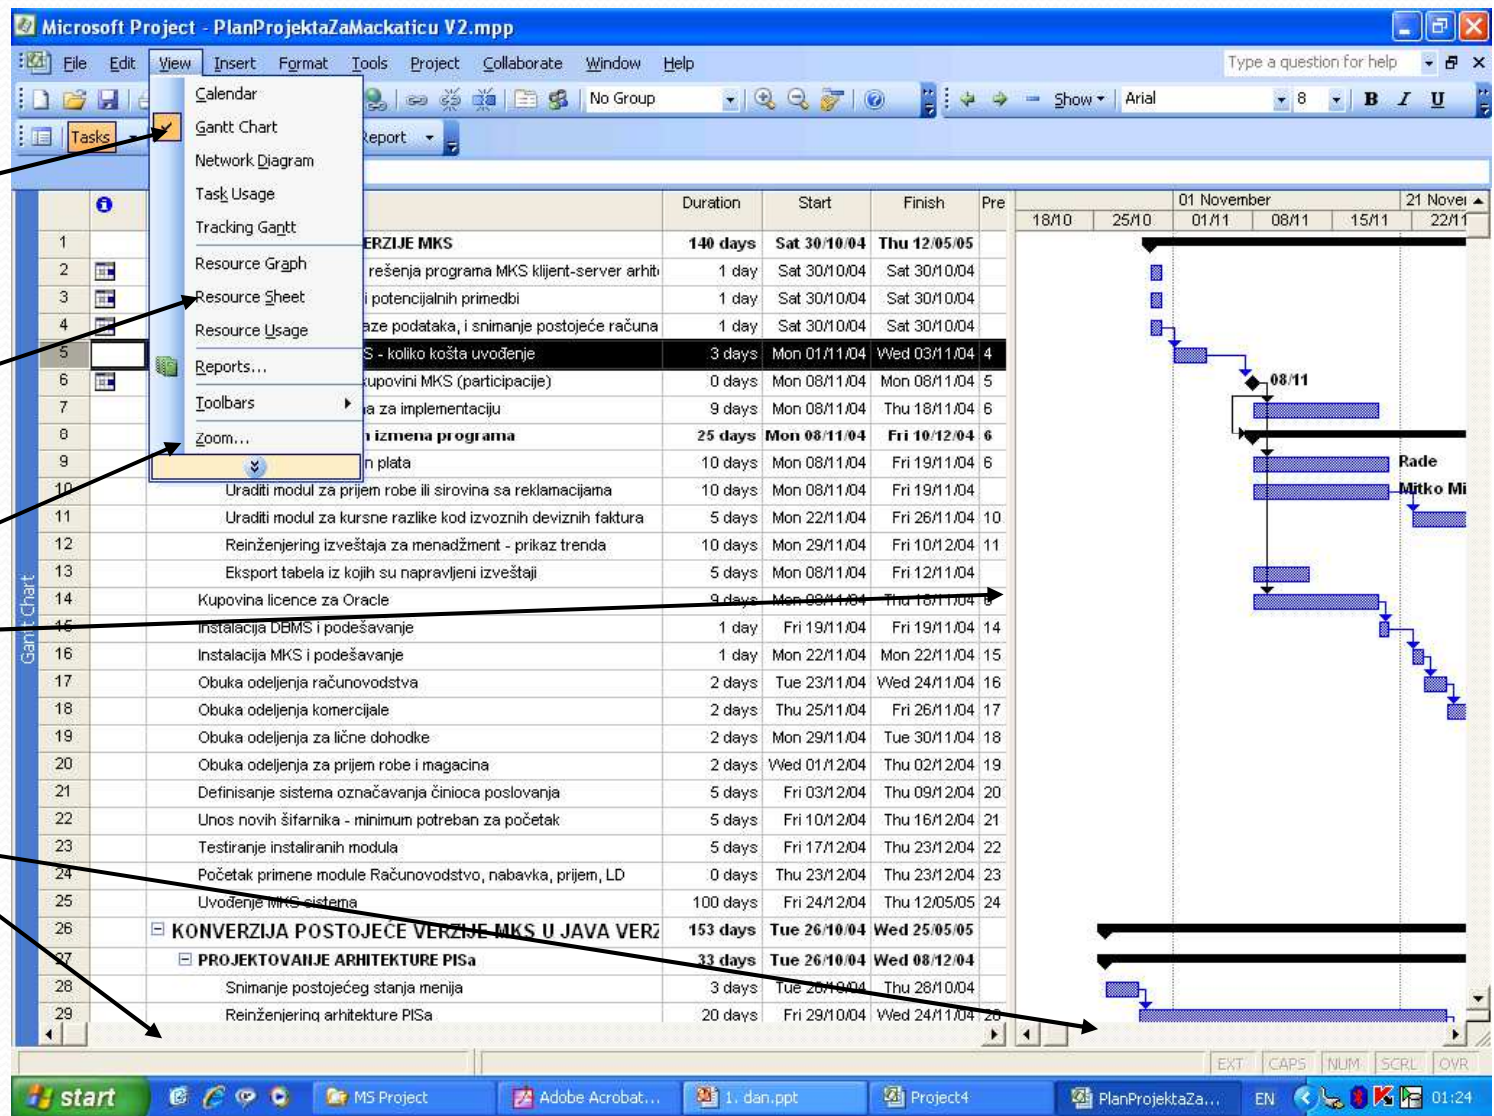 Microsoft Project - PlanProjektaZaMackaticu V2.mpp
File Edit View Insert Format Tools Project Collaborate Window Help Type a question for help
No Group Show Arial 8 B I U
Tasks Report
Calendar
Gantt Chart
Network Diagram
Task Usage
Tracking Gantt
Resource Graph
Resource Sheet
Resource Usage
Reports...
Toolbars
Zoom...
Duration Start Finish Pre
01 November 21 Novei
18/10 25/10 01/11 08/11 15/11 22/11
1 ERZIJE MKS 140 days Sat 30/10/04 Thu 12/05/05
2 rešenja programa MKS klijent-server arhit 1 day Sat 30/10/04 Sat 30/10/04
3 i potencijalnih primedbi 1 day Sat 30/10/04 Sat 30/10/04
4 aze podataka, i snimanje postojeće računa 1 day Sat 30/10/04 Sat 30/10/04
5 S - koliko košta uvođenje 3 days Mon 01/11/04 Wed 03/11/04 4
6 kupovini MKS (participacije) 0 days Mon 08/11/04 Mon 08/11/04 5 08/11
7 na za implementaciju 9 days Mon 08/11/04 Thu 18/11/04 6
8 h izmena programa 25 days Mon 08/11/04 Fri 10/12/04 6
9 n plata 10 days Mon 08/11/04 Fri 19/11/04 6 Rade
10 Uraditi modul za prijem robe ili sirovina sa reklamacijama 10 days Mon 08/11/04 Fri 19/11/04 Mitko Mi
11 Uraditi modul za kursne razlike kod izvoznih deviznih faktura 5 days Mon 22/11/04 Fri 26/11/04 10
12 Reinženjering izveštaja za menadžment - prikaz trenda 10 days Mon 29/11/04 Fri 10/12/04 11
13 Eksport tabela iz kojih su napravljeni izveštaji 5 days Mon 08/11/04 Fri 12/11/04
14 Kupovina licence za Oracle 9 days Mon 08/11/04 Thu 18/11/04 6
15 Instalacija DBMS i podešavanje 1 day Fri 19/11/04 Fri 19/11/04 14
16 Instalacija MKS i podešavanje 1 day Mon 22/11/04 Mon 22/11/04 15
17 Obuka odeljenja računovodstva 2 days Tue 23/11/04 Wed 24/11/04 16
18 Obuka odeljenja komercijale 2 days Thu 25/11/04 Fri 26/11/04 17
19 Obuka odeljenja za lične dohodke 2 days Mon 29/11/04 Tue 30/11/04 18
20 Obuka odeljenja za prijem robe i magacina 2 days Wed 01/12/04 Thu 02/12/04 19
21 Definisanje sistema označavanja činioca poslovanja 5 days Fri 03/12/04 Thu 09/12/04 20
22 Unos novih šifarnika - minimum potreban za početak 5 days Fri 10/12/04 Thu 16/12/04 21
23 Testiranje instaliranih modula 5 days Fri 17/12/04 Thu 23/12/04 22
24 Početak primene module Računovodstvo, nabavka, prijem, LD 0 days Thu 23/12/04 Thu 23/12/04 23
25 Uvođenje MKS sistema 100 days Fri 24/12/04 Thu 12/05/05 24
26 KONVERZIJA POSTOJEĆE VERZIJE MKS U JAVA VERZ 153 days Tue 26/10/04 Wed 25/05/05
27 PROJEKTOVANJE ARHITEKTURE PISa 33 days Tue 26/10/04 Wed 08/12/04
28 Snimanje postojećeg stanja menija 3 days Tue 26/10/04 Thu 28/10/04
29 Reinženjering arhitekture PISa 20 days Fri 29/10/04 Wed 24/11/04 28
Gantt Chart
EXT CAPS NUM SCRL OVR
start MS Project Adobe Acrobat... 1. dan.ppt Project4 PlanProjektaZa... EN 01:24